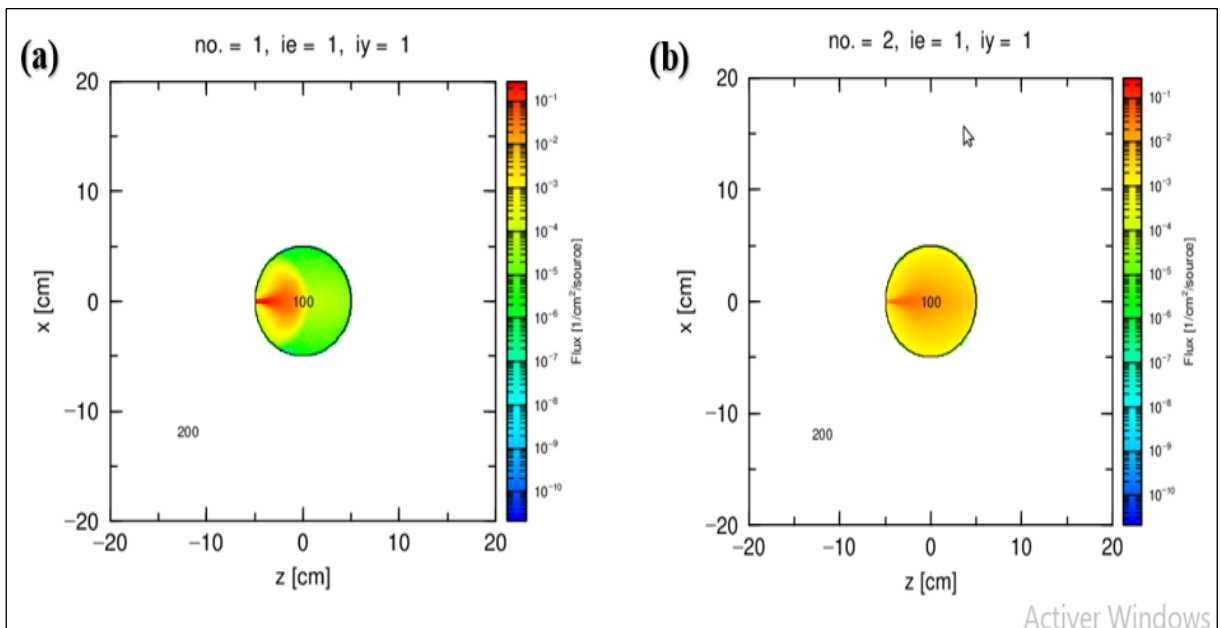 (a)
no. = 1, ie = 1, iy = 1
20
10
0
−10
−20
x [cm]
−20 −10 0 10 20
z [cm]
100
200
10⁻¹
10⁻²
10⁻³
10⁻⁴
10⁻⁵
10⁻⁶
10⁻⁷
10⁻⁸
10⁻⁹
10⁻¹⁰
Flux [1/cm²/source]
(b)
no. = 2, ie = 1, iy = 1
20
10
0
−10
−20
x [cm]
−20 −10 0 10 20
z [cm]
100
200
10⁻¹
10⁻²
10⁻³
10⁻⁴
10⁻⁵
10⁻⁶
10⁻⁷
10⁻⁸
10⁻⁹
10⁻¹⁰
Flux [1/cm²/source]
Activer Windows